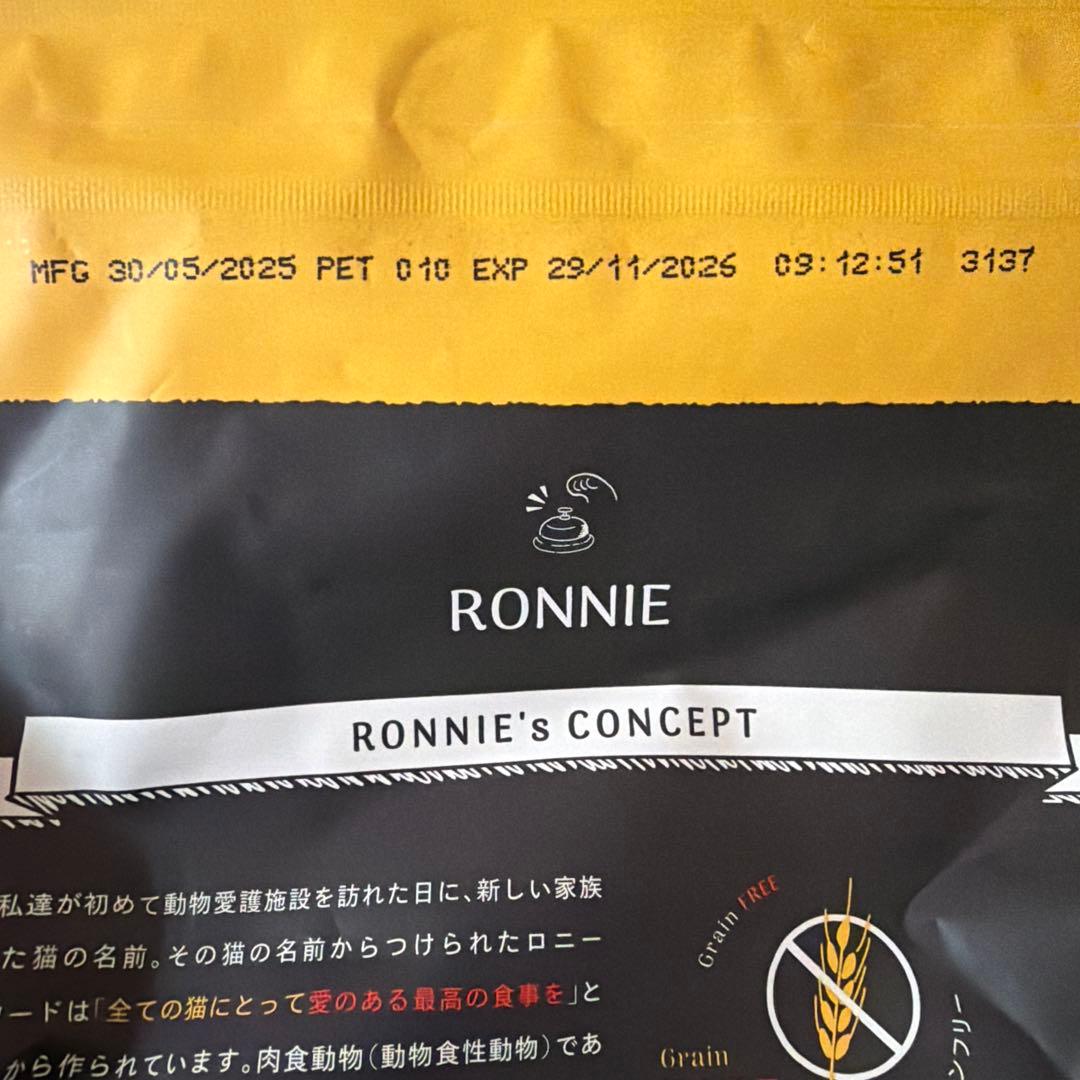 MFG 30/05/2025 PET 010 EXP 29/11/2026 09:12:51 3137
RONNIE
RONNIE's CONCEPT
私達が初めて動物愛護施設を訪れた日に、新しい家族
た猫の名前。その猫の名前からつけられたロニー
ードは「全ての猫にとって愛のある最高の食事を」と
から作られています。肉食動物（動物食性動物）であ
Grain FREE
Grain
ンフリー